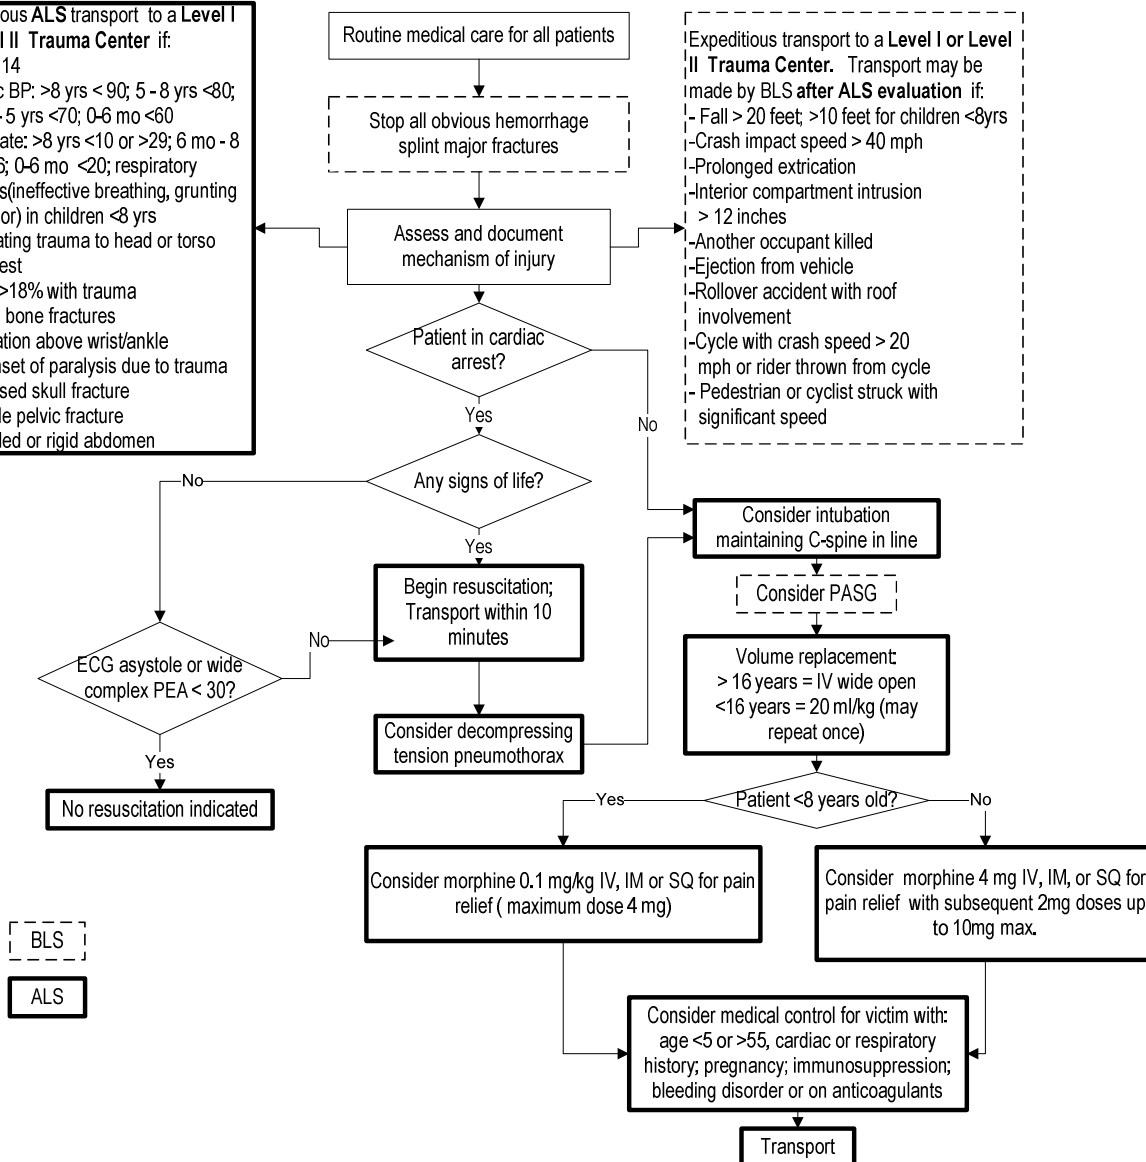 ous ALS transport to a Level I
l II Trauma Center if:
14
c BP: >8 yrs < 90; 5 - 8 yrs <80;
- 5 yrs <70; 0-6 mo <60
ate: >8 yrs <10 or >29; 6 mo - 8
6; 0-6 mo <20; respiratory
s(ineffective breathing, grunting
or) in children <8 yrs
ating trauma to head or torso
est
>18% with trauma
bone fractures
ation above wrist/ankle
nset of paralysis due to trauma
sed skull fracture
le pelvic fracture
led or rigid abdomen
Routine medical care for all patients
Stop all obvious hemorrhage
splint major fractures
Assess and document
mechanism of injury
Expeditious transport to a Level I or Level
II Trauma Center. Transport may be
made by BLS after ALS evaluation if:
- Fall > 20 feet; >10 feet for children <8yrs
-Crash impact speed > 40 mph
-Prolonged extrication
-Interior compartment intrusion
> 12 inches
-Another occupant killed
-Ejection from vehicle
-Rollover accident with roof
involvement
-Cycle with crash speed > 20
mph or rider thrown from cycle
- Pedestrian or cyclist struck with
significant speed
Patient in cardiac
arrest?
Yes
No
Any signs of life?
No
Yes
Begin resuscitation;
Transport within 10
minutes
ECG asystole or wide
complex PEA < 30?
No
Yes
No resuscitation indicated
Consider decompressing
tension pneumothorax
Consider intubation
maintaining C-spine in line
Consider PASG
Volume replacement:
> 16 years = IV wide open
<16 years = 20 ml/kg (may
repeat once)
Patient <8 years old?
Yes
No
Consider morphine 0.1 mg/kg IV, IM or SQ for pain
relief ( maximum dose 4 mg)
Consider morphine 4 mg IV, IM, or SQ for
pain relief with subsequent 2mg doses up
to 10mg max.
BLS
ALS
Consider medical control for victim with:
age <5 or >55, cardiac or respiratory
history; pregnancy; immunosuppression;
bleeding disorder or on anticoagulants
Transport